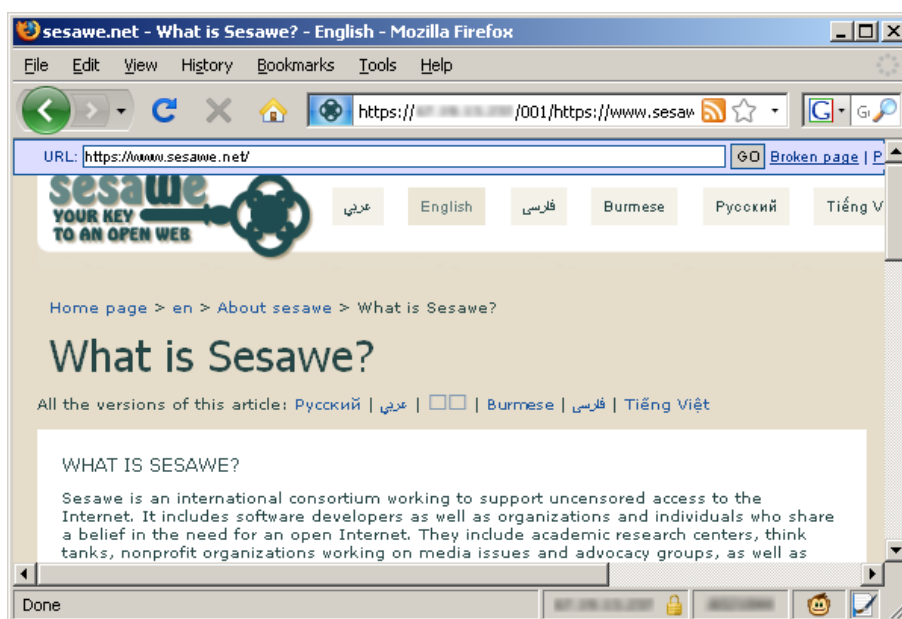 sesawe.net - What is Sesawe? - English - Mozilla Firefox
File Edit View History Bookmarks Tools Help
https:// /001/https://www.sesaw G G
URL: https://www.sesawe.net/ GO Broken page | P
sesawe
YOUR KEY
TO AN OPEN WEB
عربي English فارسی Burmese Русский Tiếng V
Home page > en > About sesawe > What is Sesawe?
What is Sesawe?
All the versions of this article: Русский | عربي | □□ | Burmese | فارسی | Tiếng Việt
WHAT IS SESAWE?
Sesawe is an international consortium working to support uncensored access to the
Internet. It includes software developers as well as organizations and individuals who share
a belief in the need for an open Internet. They include academic research centers, think
tanks, nonprofit organizations working on media issues and advocacy groups, as well as
Done